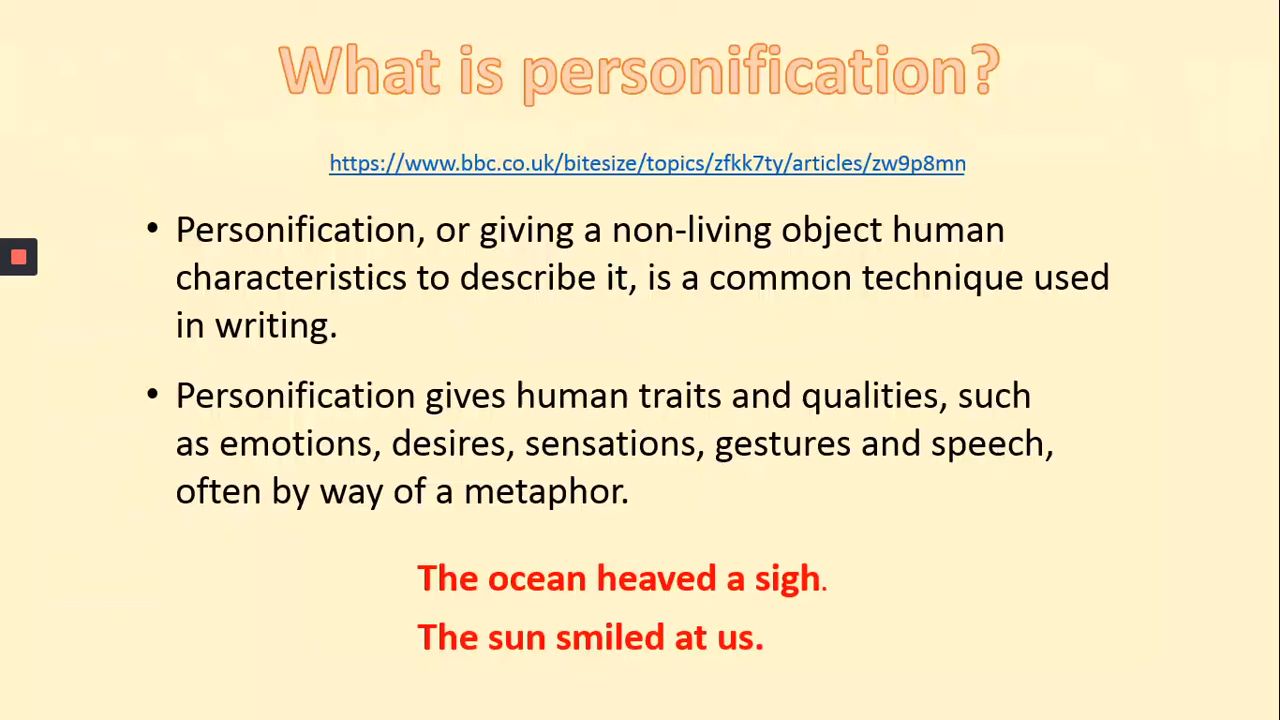 What is personification?
https://www.bbc.co.uk/bitesize/topics/zfkk7ty/articles/zw9p8mn
• Personification, or giving a non-living object human
characteristics to describe it, is a common technique used
in writing.
• Personification gives human traits and qualities, such
as emotions, desires, sensations, gestures and speech,
often by way of a metaphor.
The ocean heaved a sigh.
The sun smiled at us.